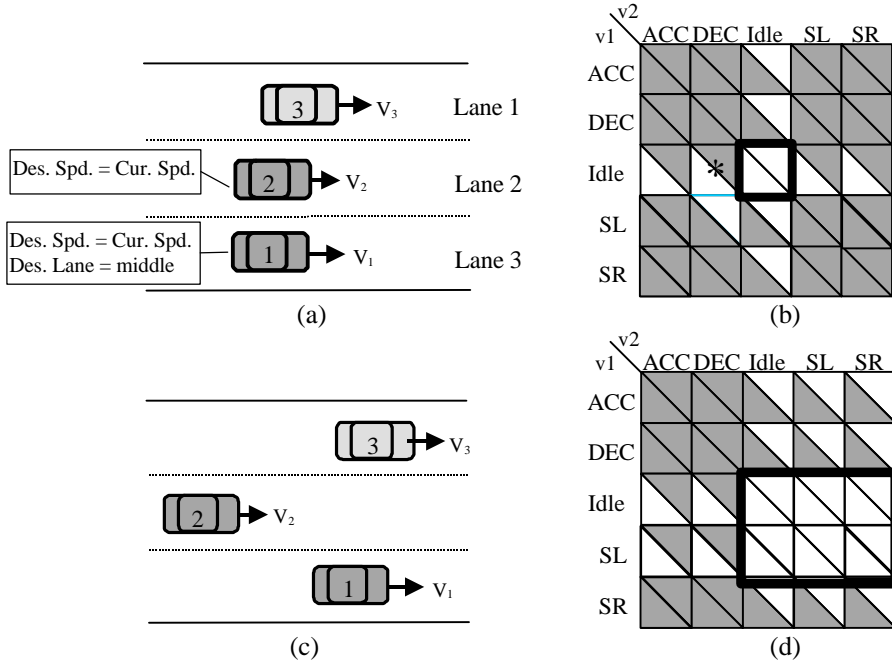 3
V3
Lane 1
Des. Spd. = Cur. Spd.
2
V2
Lane 2
Des. Spd. = Cur. Spd.
Des. Lane = middle
1
V1
Lane 3
(a)
v2
v1
ACC DEC Idle SL SR
ACC
DEC
Idle
*
SL
SR
(b)
3
V3
2
V2
1
V1
(c)
v2
v1
ACC DEC Idle SL SR
ACC
DEC
Idle
SL
SR
(d)